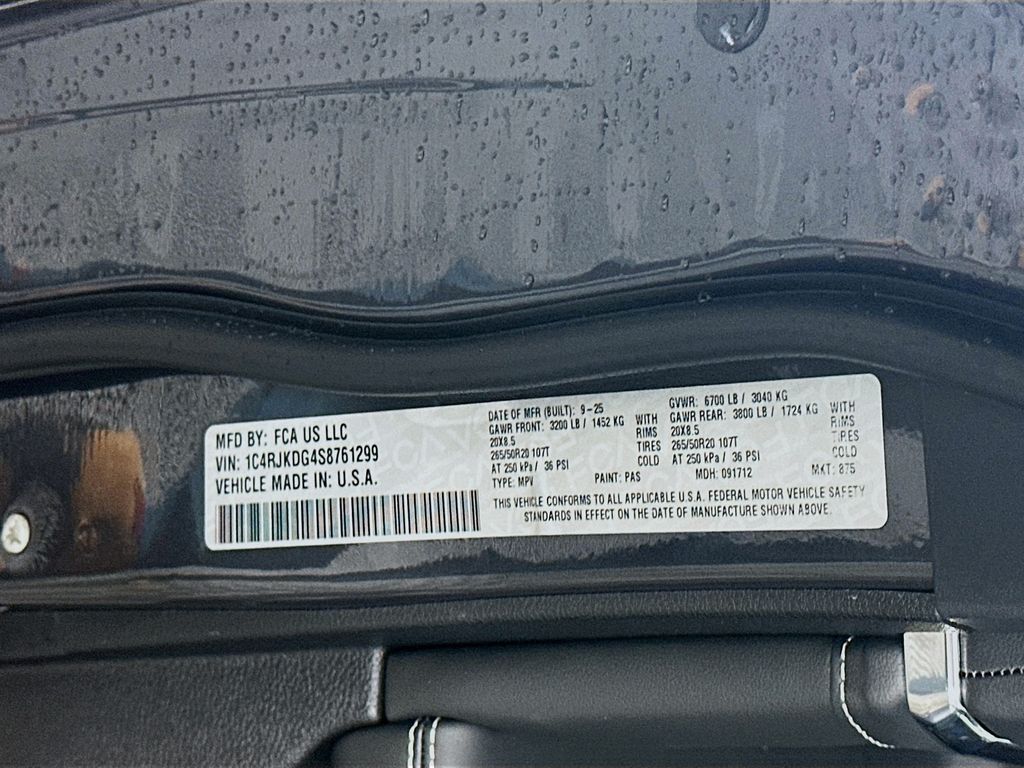 MFD BY: FCA US LLC
VIN: 1C4RJKDG4S8761299
VEHICLE MADE IN: U.S.A.
DATE OF MFR (BUILT): 9-25
GAWR FRONT: 3200 LB / 1452 KG WITH
20X8.5 RIMS
265/50R20 107T TIRES
AT 250 kPa / 36 PSI COLD
TYPE: MPV PAINT: PAS
GVWR: 6700 LB / 3040 KG
GAWR REAR: 3800 LB / 1724 KG WITH
20X8.5 RIMS
265/50R20 107T TIRES
AT 250 kPa / 36 PSI COLD
MDH: 091712 MKT: 875
THIS VEHICLE CONFORMS TO ALL APPLICABLE U.S.A. FEDERAL MOTOR VEHICLE SAFETY
STANDARDS IN EFFECT ON THE DATE OF MANUFACTURE SHOWN ABOVE.